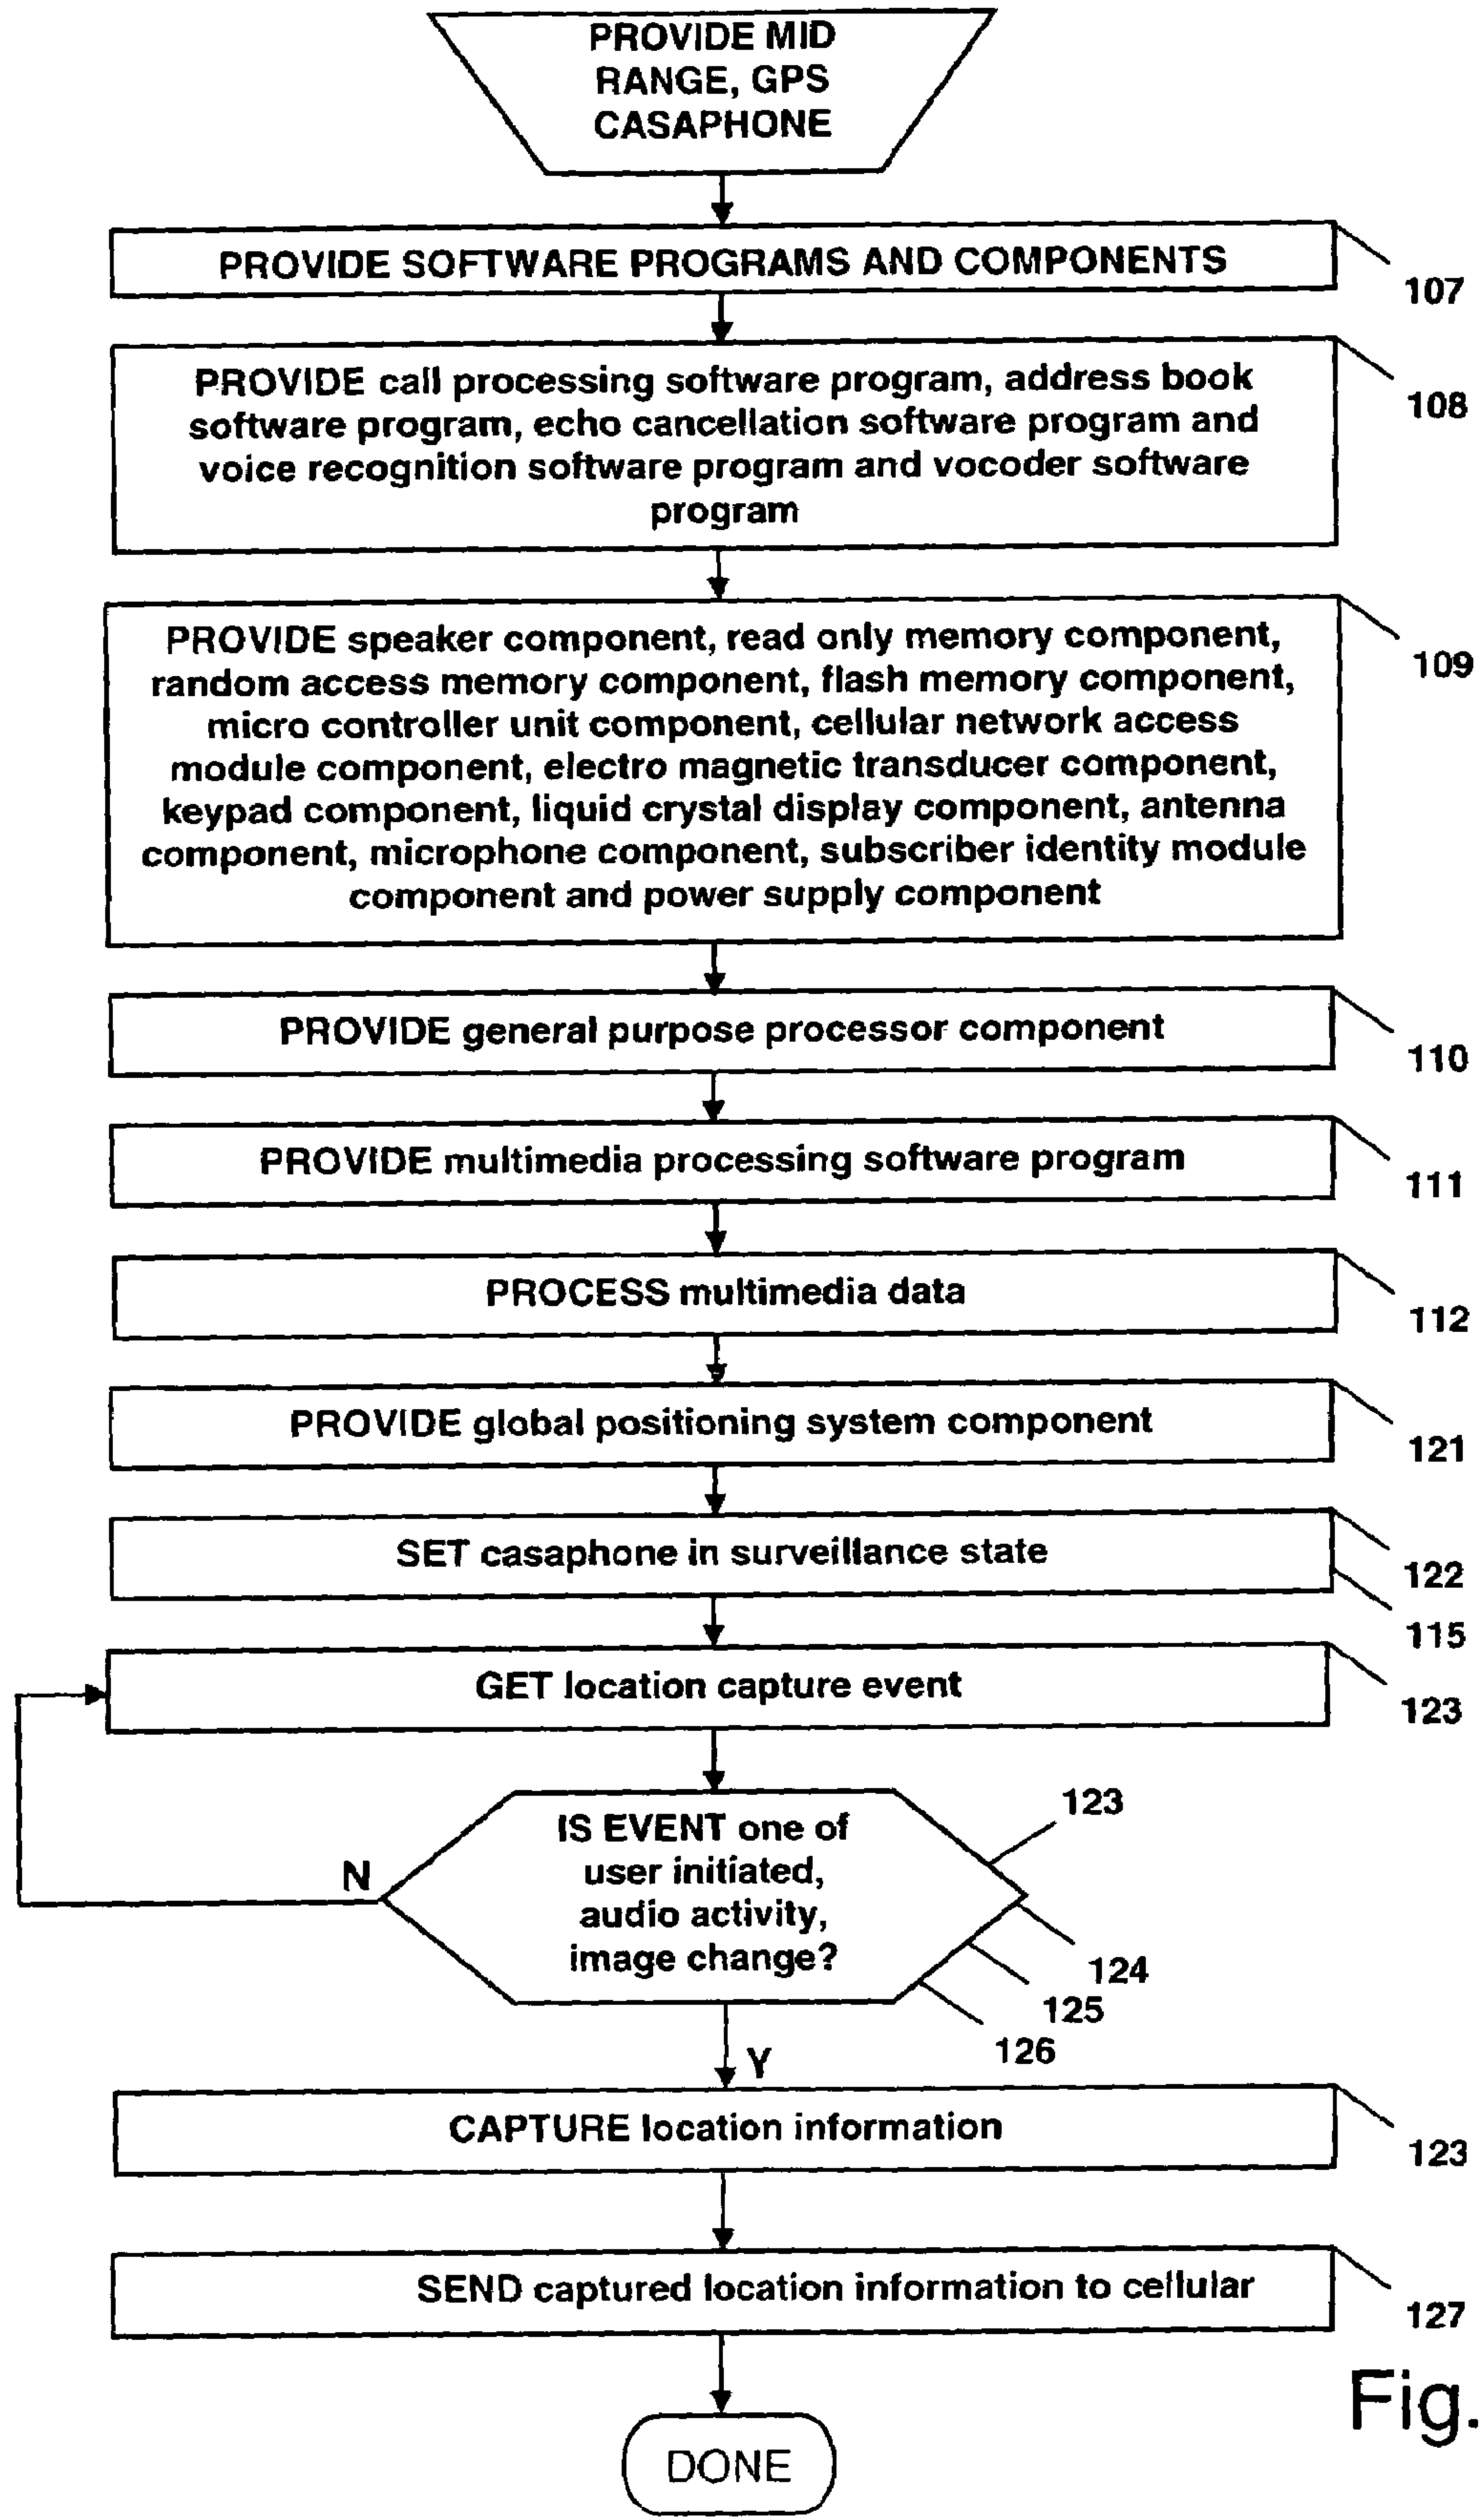 PROVIDE MID
RANGE, GPS
CASAPHONE
PROVIDE SOFTWARE PROGRAMS AND COMPONENTS
107
PROVIDE call processing software program, address book
software program, echo cancellation software program and
voice recognition software program and vocoder software
program
108
PROVIDE speaker component, read only memory component,
random access memory component, flash memory component,
micro controller unit component, cellular network access
module component, electro magnetic transducer component,
keypad component, liquid crystal display component, antenna
component, microphone component, subscriber identity module
component and power supply component
109
PROVIDE general purpose processor component
110
PROVIDE multimedia processing software program
111
PROCESS multimedia data
112
PROVIDE global positioning system component
121
SET casaphone in surveillance state
122
115
GET location capture event
123
IS EVENT one of
user initiated,
audio activity,
image change?
123
124
125
126
N
Y
CAPTURE location information
123
SEND captured location information to cellular
127
Fig.
DONE